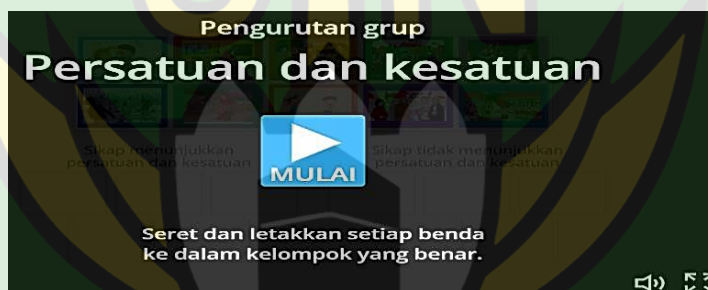 Pengurutan grup
Persatuan dan kesatuan
Sikap menunjukkan
persatuan dan kesatuan
Sikap tidak menunjukkan
persatuan dan kesatuan
MULAI
Seret dan letakkan setiap benda
ke dalam kelompok yang benar.